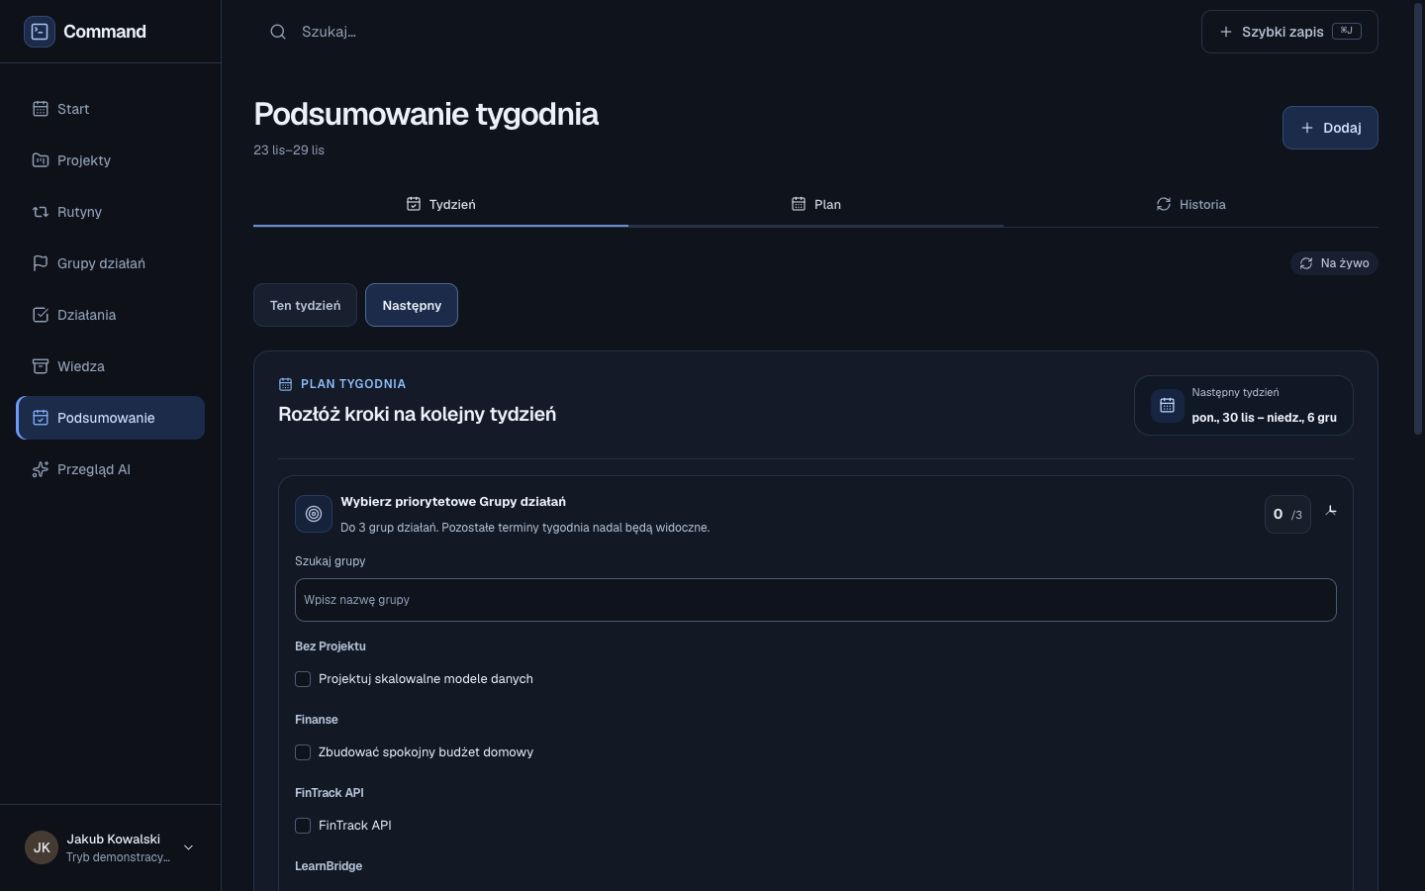 Command
Szukaj...
Szybki zapis
⌘J
Start
Projekty
Rutyny
Grupy działań
Działania
Wiedza
Podsumowanie
Przegląd AI
Podsumowanie tygodnia
23 lis–29 lis
Dodaj
Tydzień
Plan
Historia
Na żywo
Ten tydzień
Następny
PLAN TYGODNIA
Rozłóż kroki na kolejny tydzień
Następny tydzień
pon., 30 lis – niedz., 6 gru
Wybierz priorytetowe Grupy działań
Do 3 grup działań. Pozostałe terminy tygodnia nadal będą widoczne.
0 /3
Szukaj grupy
Wpisz nazwę grupy
Bez Projektu
Projektuj skalowalne modele danych
Finanse
Zbudować spokojny budżet domowy
FinTrack API
FinTrack API
LearnBridge
JK
Jakub Kowalski
Tryb demonstracy...